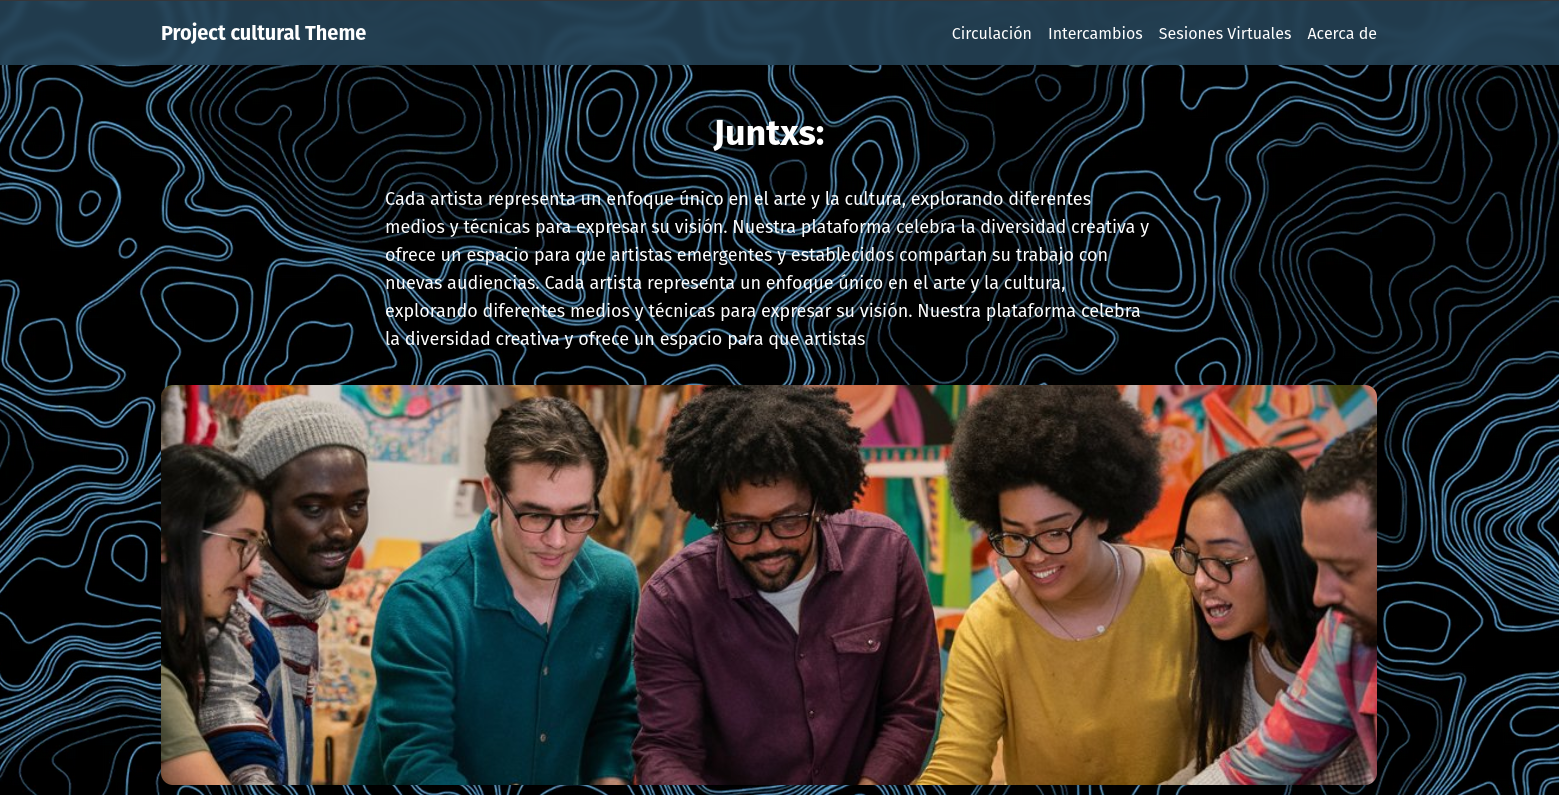 Project cultural Theme
Circulación Intercambios Sesiones Virtuales Acerca de
Juntxs:
Cada artista representa un enfoque único en el arte y la cultura, explorando diferentes
medios y técnicas para expresar su visión. Nuestra plataforma celebra la diversidad creativa y
ofrece un espacio para que artistas emergentes y establecidos compartan su trabajo con
nuevas audiencias. Cada artista representa un enfoque único en el arte y la cultura,
explorando diferentes medios y técnicas para expresar su visión. Nuestra plataforma celebra
la diversidad creativa y ofrece un espacio para que artistas